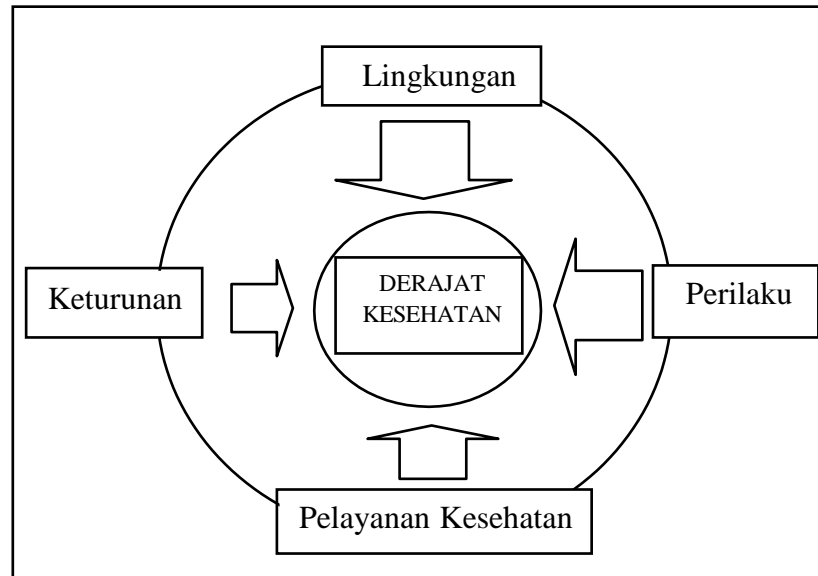 Lingkungan
Keturunan
DERAJAT
KESEHATAN
Perilaku
Pelayanan Kesehatan